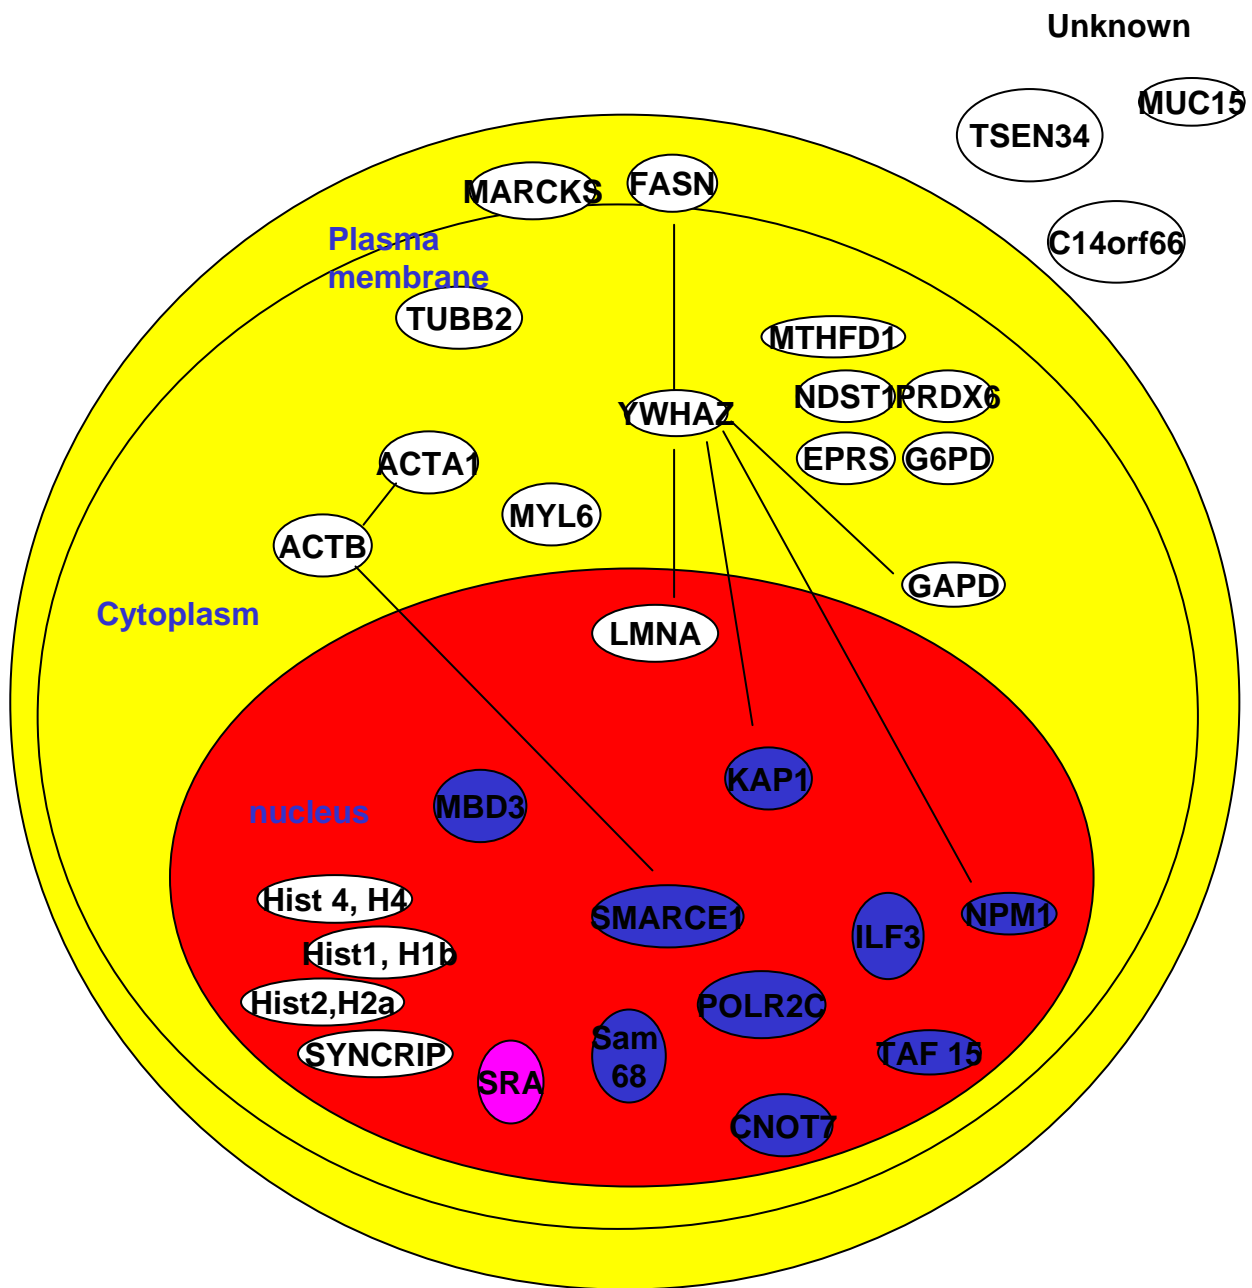 Unknown
MUC15
TSEN34
MARCKS
FASN
Plasma
membrane
C14orf66
TUBB2
MTHFD1
NDST1
PRDX6
YWHAZ
ACTA1
EPRS
G6PD
MYL6
ACTB
GAPD
Cytoplasm
LMNA
KAP1
nucleus
MBD3
Hist 4, H4
SMARCE1
NPM1
ILF3
Hist1, H1b
Hist2,H2a
POLR2C
SYNCRIP
Sam
68
TAF 15
SRA
CNOT7